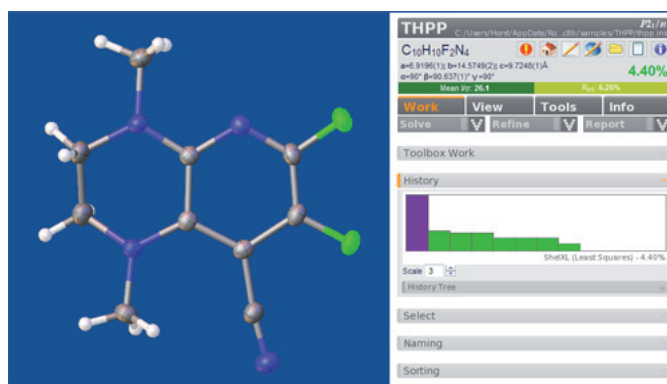 THPP P2₁/n
C:/Users/Horst/AppData/Ro...c8b/samples/THPP/thpp.ins
C₁₀H₁₀F₂N₄
a=6.9196(1); b=14.5749(2); c=9.7248(1)Å
α=90° β=90.637(1)° γ=90°
4.40%
Mean I/σ: 26.1 5.25%
Work View Tools Info
Solve Refine Report
Toolbox Work
History
ShelXL (Least Squares) - 4.40%
Scale 3
History Tree
Select
Naming
Sorting